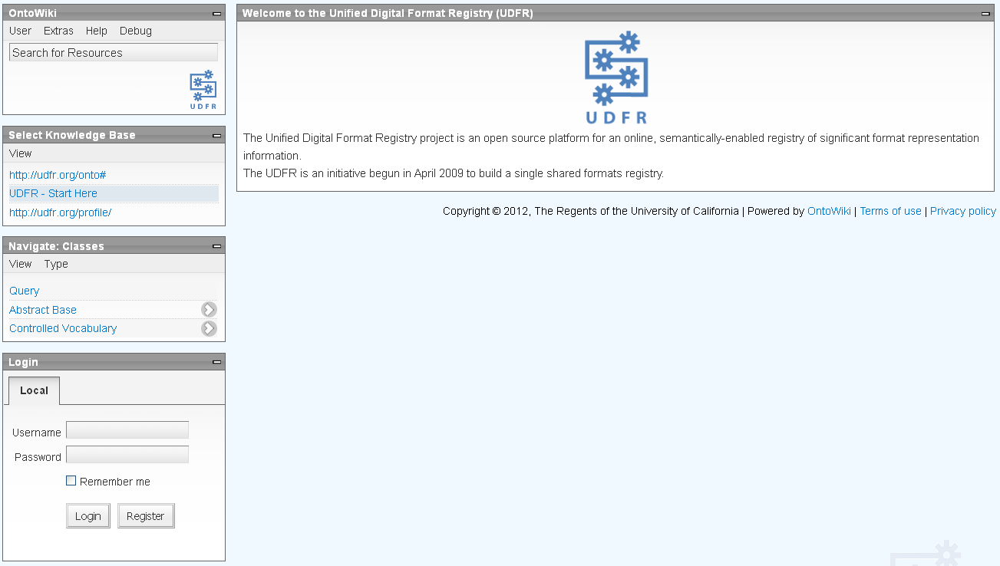 OntoWiki
User Extras Help Debug
Search for Resources
UDFR
Select Knowledge Base
View
http://udfr.org/onto#
UDFR - Start Here
http://udfr.org/profile/
Navigate: Classes
View Type
Query
Abstract Base
Controlled Vocabulary
Login
Local
Username
Password
Remember me
Login Register
Welcome to the Unified Digital Format Registry (UDFR)
UDFR
The Unified Digital Format Registry project is an open source platform for an online, semantically-enabled registry of significant format representation
information.
The UDFR is an initiative begun in April 2009 to build a single shared formats registry.
Copyright © 2012, The Regents of the University of California | Powered by OntoWiki | Terms of use | Privacy policy